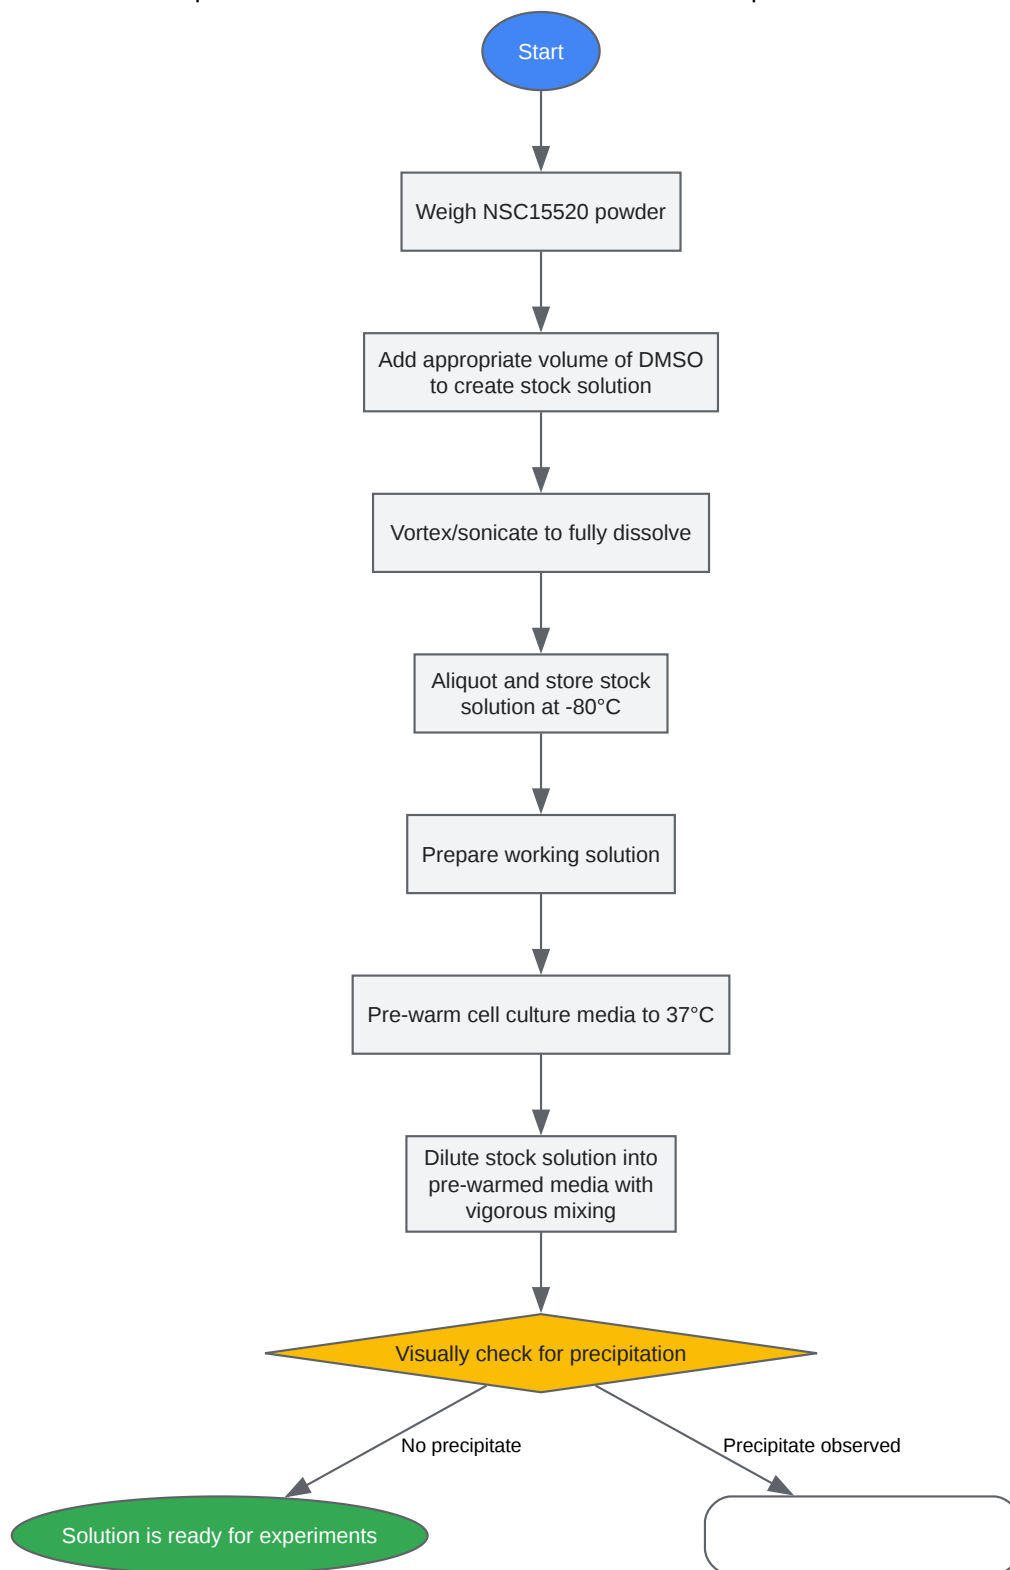 Start
Weigh NSC15520 powder
Add appropriate volume of DMSO
to create stock solution
Vortex/sonicate to fully dissolve
Aliquot and store stock
solution at -80°C
Prepare working solution
Pre-warm cell culture media to 37°C
Dilute stock solution into
pre-warmed media with
vigorous mixing
Visually check for precipitation
No precipitate
Precipitate observed
Solution is ready for experiments